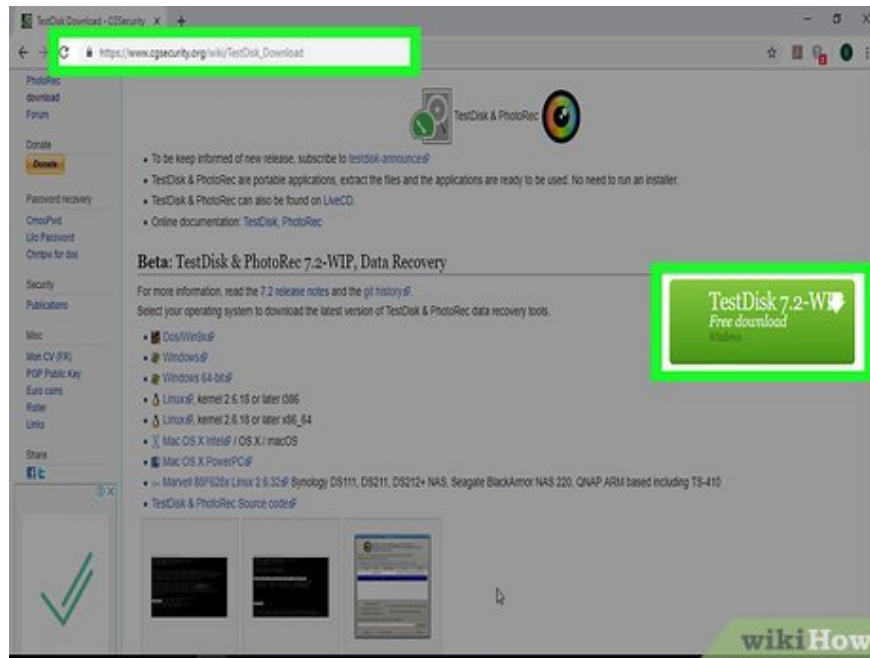 TestDisk Download - CGSecurity
https://www.cgsecurity.org/wiki/TestDisk_Download
PhotoRec
download
Forum
Donate
Donate
Password recovery
CmosPwd
Lilo Password
Chntpw for dos
Security
Publications
Misc
Mon CV (FR)
POP Public Key
Euro coins
Roller
Links
Share
TestDisk & PhotoRec
• To be keep informed of new release, subscribe to testdisk-announce
• TestDisk & PhotoRec are portable applications, extract the files and the applications are ready to be used. No need to run an installer.
• TestDisk & PhotoRec can also be found on LiveCD.
• Online documentation: TestDisk, PhotoRec
Beta: TestDisk & PhotoRec 7.2-WIP, Data Recovery
For more information, read the 7.2 release notes and the git history.
Select your operating system to download the latest version of TestDisk & PhotoRec data recovery tools.
• Dos/Win9x
• Windows
• Windows 64-bit
• Linux, kernel 2.6.18 or later i386
• Linux, kernel 2.6.18 or later x86_64
• Mac OS X Intel / OS X / macOS
• Mac OS X PowerPC
• Marvell 88F628x Linux 2.6.32 Synology DS111, DS211, DS212+ NAS, Seagate BlackArmor NAS 220, QNAP ARM based including TS-410
• TestDisk & PhotoRec Source code
TestDisk 7.2-WIP
Free download
Windows
wikiHow